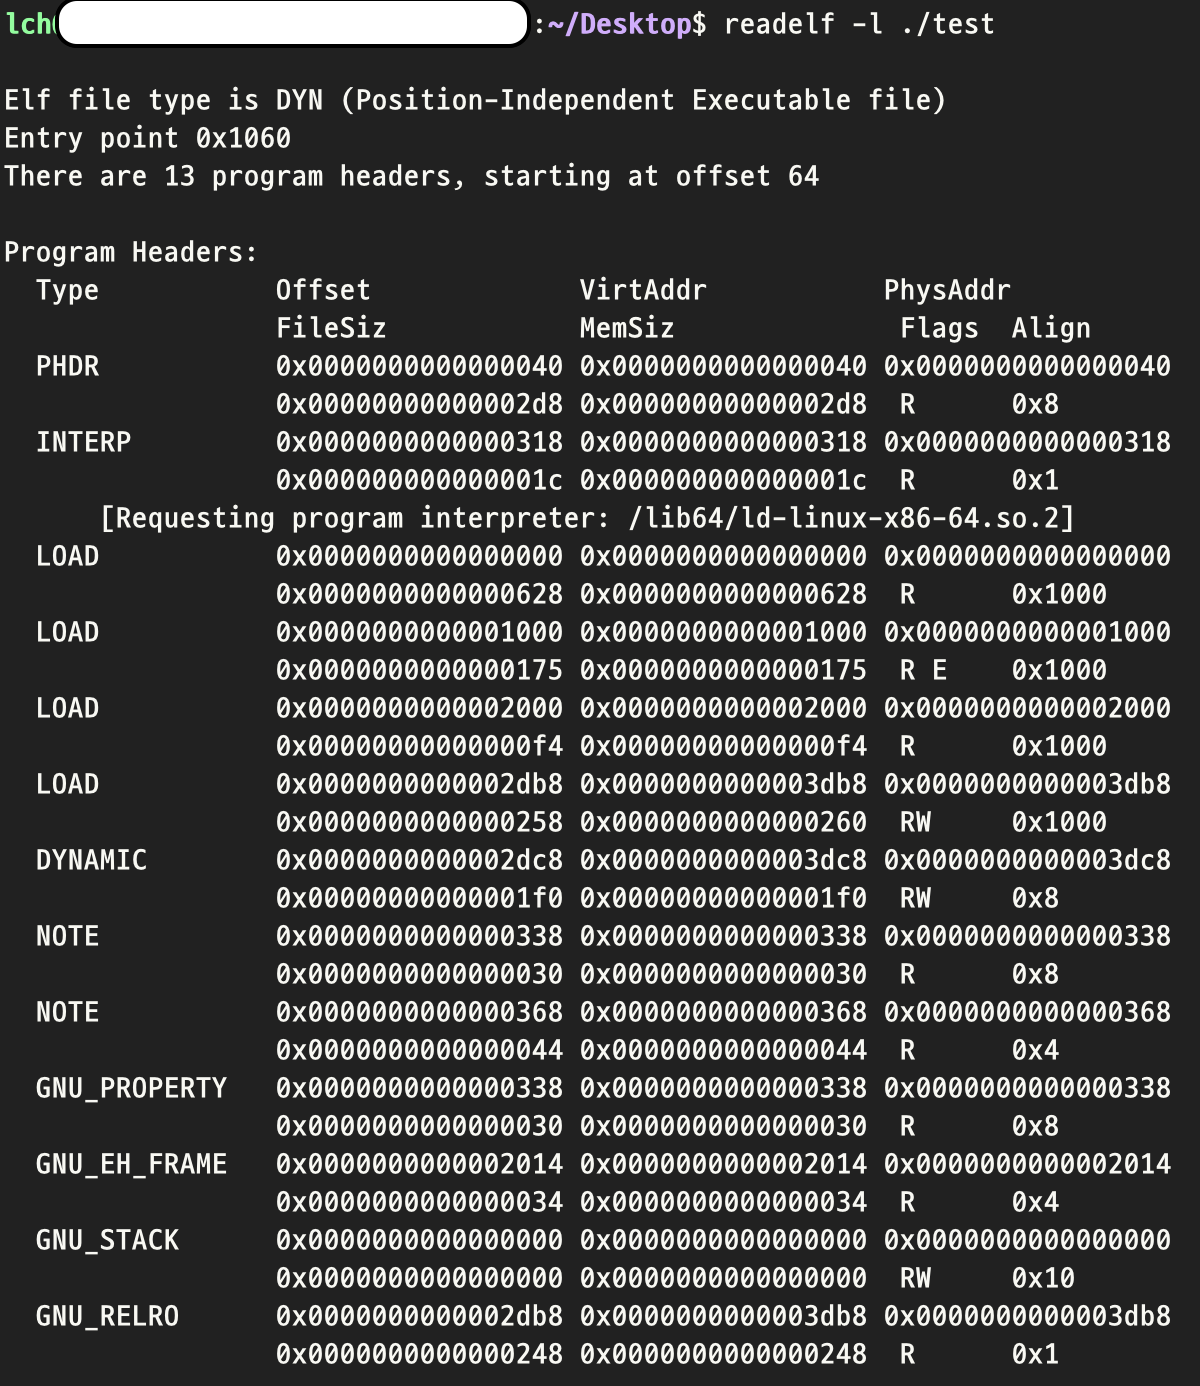 lch :~/Desktop$ readelf -l ./test
Elf file type is DYN (Position-Independent Executable file)
Entry point 0x1060
There are 13 program headers, starting at offset 64
Program Headers:
Type Offset VirtAddr PhysAddr
FileSiz MemSiz Flags Align
PHDR 0x0000000000000040 0x0000000000000040 0x0000000000000040
0x00000000000002d8 0x00000000000002d8 R 0x8
INTERP 0x0000000000000318 0x0000000000000318 0x0000000000000318
0x000000000000001c 0x000000000000001c R 0x1
[Requesting program interpreter: /lib64/ld-linux-x86-64.so.2]
LOAD 0x0000000000000000 0x0000000000000000 0x0000000000000000
0x0000000000000628 0x0000000000000628 R 0x1000
LOAD 0x0000000000001000 0x0000000000001000 0x0000000000001000
0x0000000000000175 0x0000000000000175 R E 0x1000
LOAD 0x0000000000002000 0x0000000000002000 0x0000000000002000
0x00000000000000f4 0x00000000000000f4 R 0x1000
LOAD 0x0000000000002db8 0x0000000000003db8 0x0000000000003db8
0x0000000000000258 0x0000000000000260 RW 0x1000
DYNAMIC 0x0000000000002dc8 0x0000000000003dc8 0x0000000000003dc8
0x00000000000001f0 0x00000000000001f0 RW 0x8
NOTE 0x0000000000000338 0x0000000000000338 0x0000000000000338
0x0000000000000030 0x0000000000000030 R 0x8
NOTE 0x0000000000000368 0x0000000000000368 0x0000000000000368
0x0000000000000044 0x0000000000000044 R 0x4
GNU_PROPERTY 0x0000000000000338 0x0000000000000338 0x0000000000000338
0x0000000000000030 0x0000000000000030 R 0x8
GNU_EH_FRAME 0x0000000000002014 0x0000000000002014 0x0000000000002014
0x0000000000000034 0x0000000000000034 R 0x4
GNU_STACK 0x0000000000000000 0x0000000000000000 0x0000000000000000
0x0000000000000000 0x0000000000000000 RW 0x10
GNU_RELRO 0x0000000000002db8 0x0000000000003db8 0x0000000000003db8
0x0000000000000248 0x0000000000000248 R 0x1